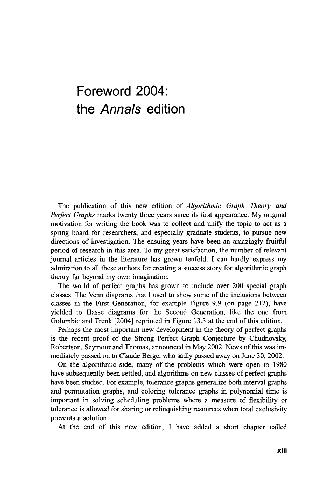 Foreword 2004:
the Annals edition
The publication of this new edition of Algorithmic Graph Theory and
Perfect Graphs marks twenty three years since its first appearance. My original
motivation for writing the book was to collect and unify the topic to act as a
spring board for researchers, and especially graduate students, to pursue new
directions of investigation. The ensuing years have been an amazingly fruitful
period of research in this area. To my great satisfaction, the number of relevant
journal articles in the literature has grown tenfold. I can hardly express my
admiration to all these authors for creating a success story for algorithmic graph
theory far beyond my own imagination.
The world of perfect graphs has grown to include over 200 special graph
classes. The Venn diagrams that I used to show some of the inclusions between
classes in the First Generation, for example Figure 9.9 (on page 212), have
yielded to Hasse diagrams for the Second Generation, like the one from
Golumbic and Trenk [2004] reprinted in Figure 13.3 at the end of this edition.
Perhaps the most important new development in the theory of perfect graphs
is the recent proof of the Strong Perfect Graph Conjecture by Chudnovsky,
Robertson, Seymour and Thomas, announced in May 2002. News of this was im-
mediately passed on to Claude Berge, who sadly passed away on June 30, 2002.
On the algorithmic side, many of the problems which were open in 1980
have subsequently been settled, and algorithms on new classes of perfect graphs
have been studied. For example, tolerance graphs generalize both interval graphs
and permutation graphs, and coloring tolerance graphs in polynomial time is
important in solving scheduling problems where a measure of flexibility or
tolerance is allowed for sharing or relinquishing resources when total exclusivity
prevents a solution.
At the end of this new edition, I have added a short chapter called
xiii